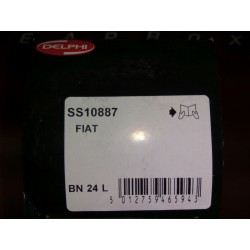 DELPHI
SS10887
FIAT
BN 24 L
5 012759 465943